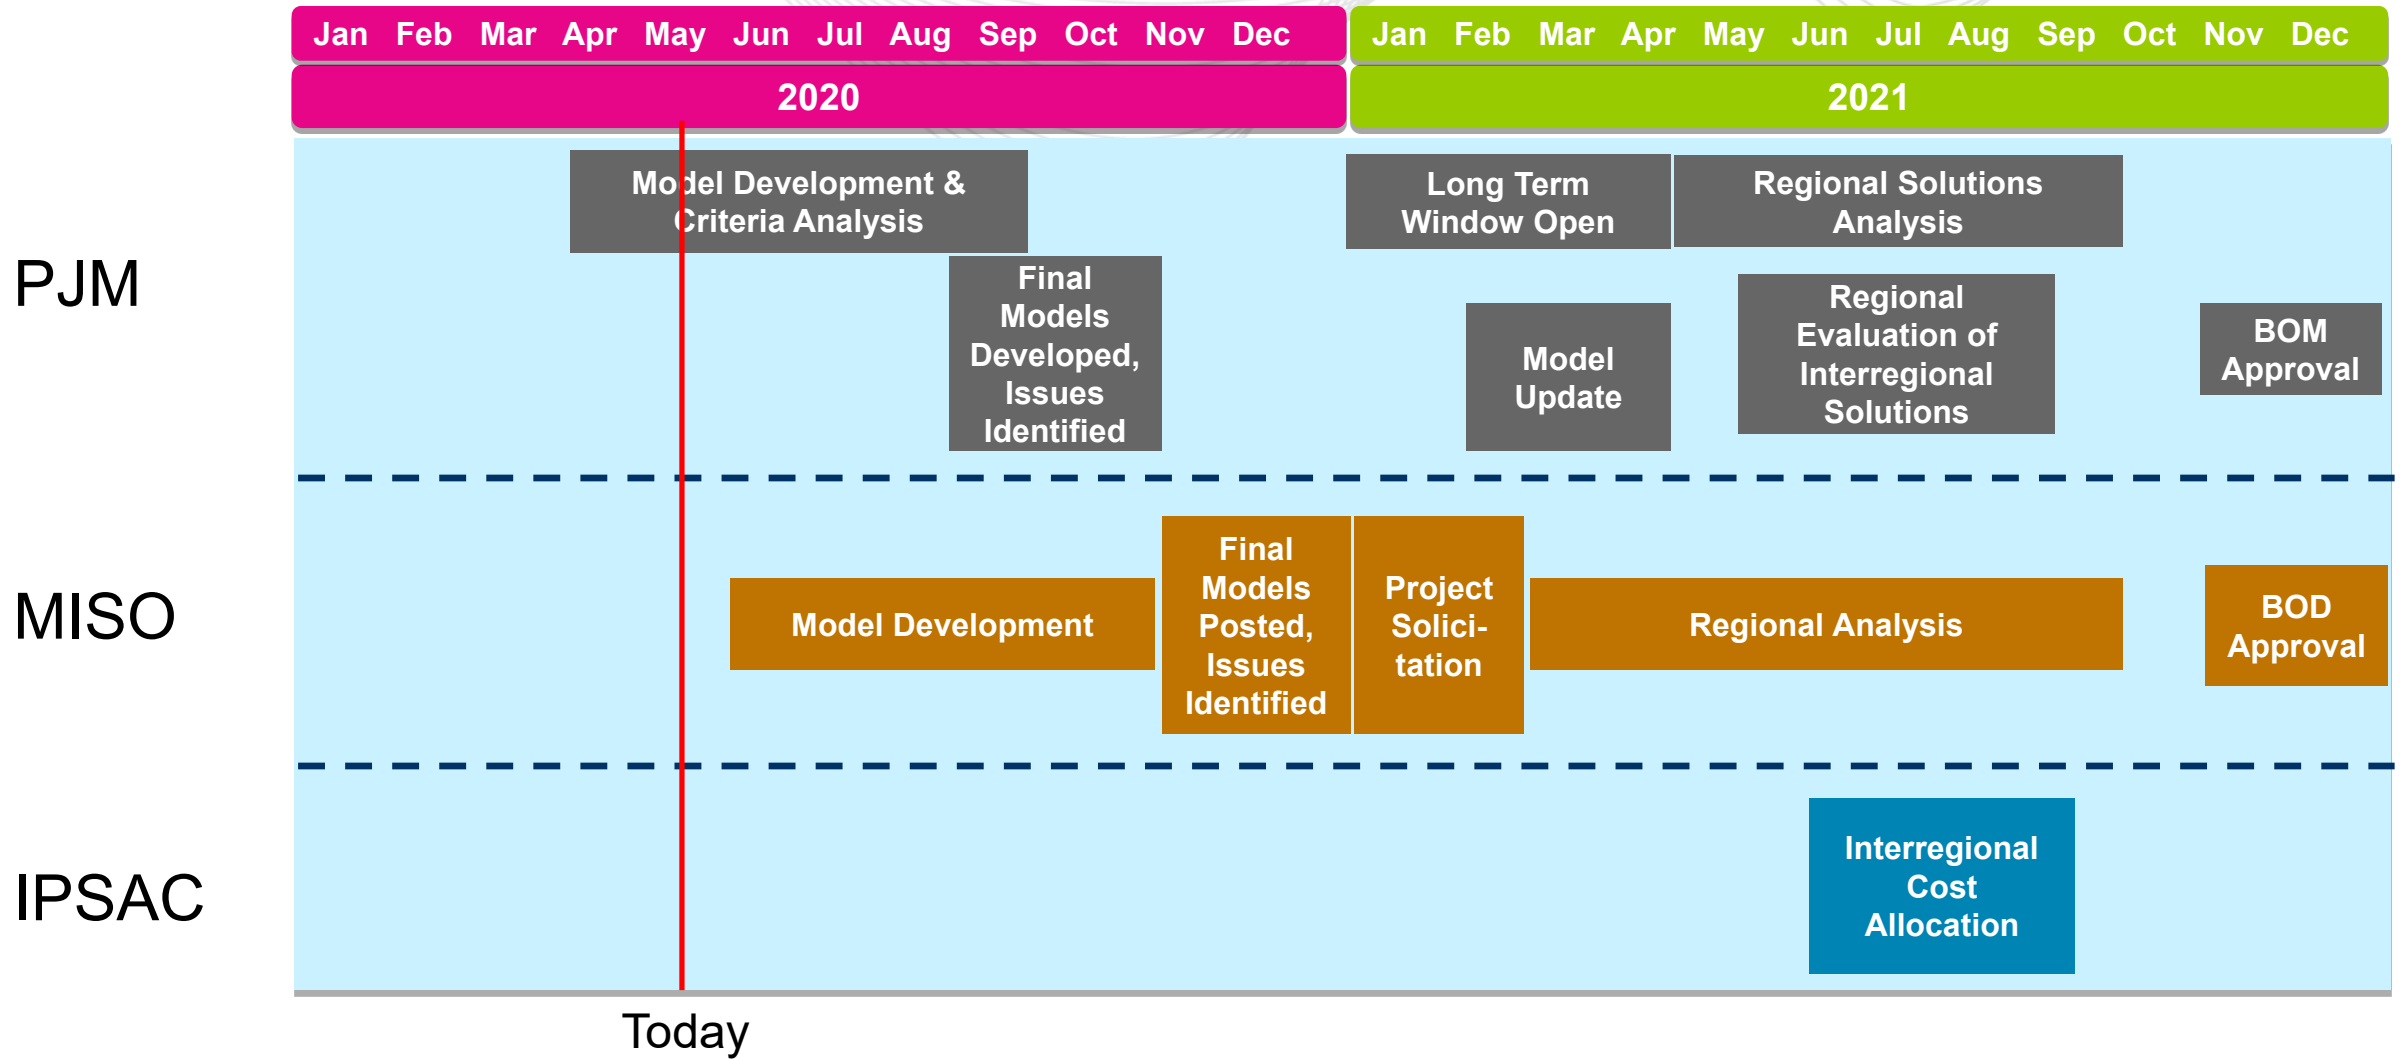 Jan Feb Mar Apr May Jun Jul Aug Sep Oct Nov Dec
Jan Feb Mar Apr May Jun Jul Aug Sep Oct Nov Dec
2020
2021
PJM
Model Development &
Criteria Analysis
Final
Models
Developed,
Issues
Identified
Long Term
Window Open
Regional Solutions
Analysis
Model
Update
Regional
Evaluation of
Interregional
Solutions
BOM
Approval
MISO
Model Development
Final
Models
Posted,
Issues
Identified
Project
Solici-
tation
Regional Analysis
BOD
Approval
IPSAC
Interregional
Cost
Allocation
Today